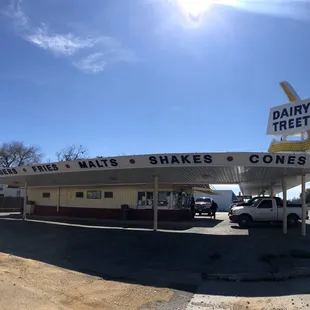 FRIES • MALTS • SHAKES • CONES
DAIRY
TREET